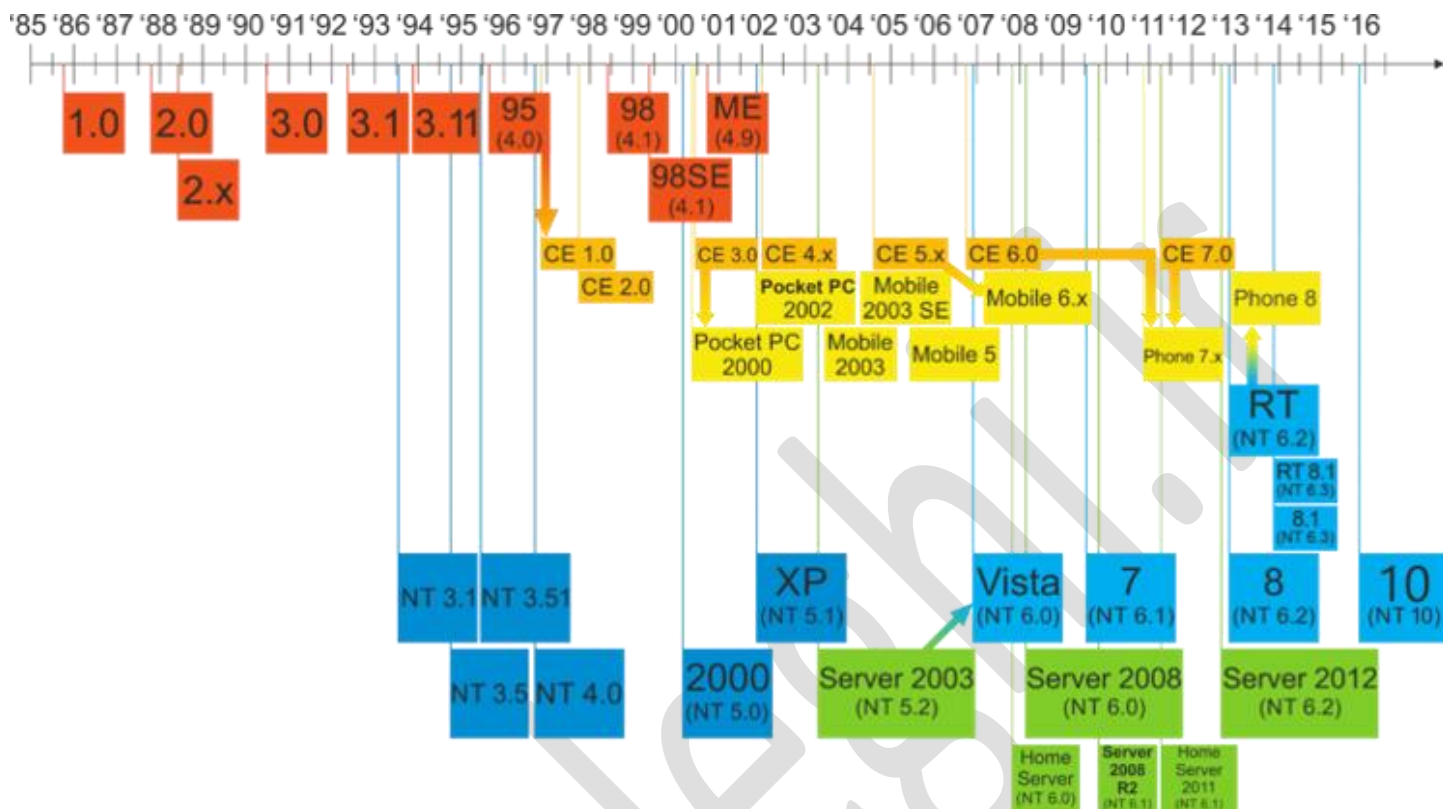 '85 '86 '87 '88 '89 '90 '91 '92 '93 '94 '95 '96 '97 '98 '99 '00 '01 '02 '03 '04 '05 '06 '07 '08 '09 '10 '11 '12 '13 '14 '15 '16
1.0
2.0
3.0
3.1
3.11
95
(4.0)
98
(4.1)
ME
(4.9)
2.x
98SE
(4.1)
CE 1.0
CE 2.0
CE 3.0
CE 4.x
CE 5.x
CE 6.0
CE 7.0
Pocket PC
2002
Mobile
2003 SE
Mobile 6.x
Phone 8
Pocket PC
2000
Mobile
2003
Mobile 5
Phone 7.x
RT
(NT 6.2)
RT 8.1
(NT 6.3)
8.1
(NT 6.3)
NT 3.1
NT 3.51
XP
(NT 5.1)
Vista
(NT 6.0)
7
(NT 6.1)
8
(NT 6.2)
10
(NT 10)
NT 3.5
NT 4.0
2000
(NT 5.0)
Server 2003
(NT 5.2)
Server 2008
(NT 6.0)
Server 2012
(NT 6.2)
Home
Server
(NT 6.0)
Server
2008
R2
(NT 6.1)
Home
Server
2011
(NT 6.1)